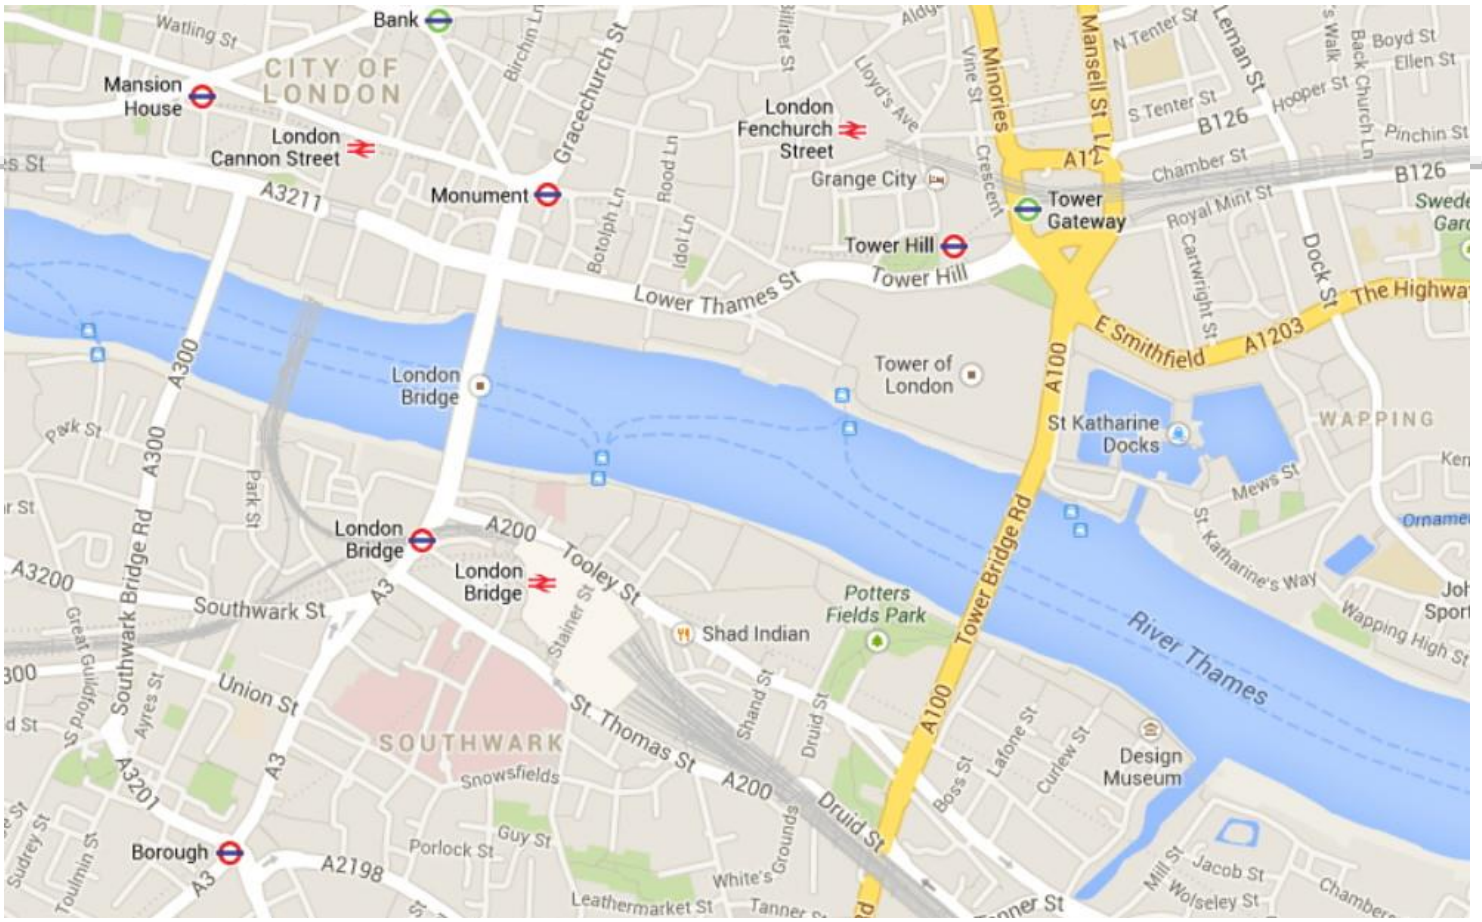 Watling St
Bank
CITY OF
LONDON
Birchin Ln
Gracechurch St
Billiter St
Lloyd's Ave
Vine St
Minories
Mansell St
N Tenter St
Leman St
Back Church Ln
Boyd St
Ellen St
Hooper St
S Tenter St
B126
Pinchin St
Mansion
House
London
Cannon Street
London
Fenchurch
Street
A12
Chamber St
B126
A3211
Monument
Botolph Ln
Rood Ln
Idol Ln
Grange City
Crescent
Tower
Gateway
Royal Mint St
Cartwright St
Dock St
Tower Hill
Tower Hill
Lower Thames St
The Highway
E Smithfield
A1203
A300
London
Bridge
Tower of
London
A100
St Katharine
Docks
WAPPING
Park St
A300
Park St
Mews St
St. Katharine's Way
London
Bridge
A200
Tooley St
London
Bridge
Stainer St
A3200
Southwark St
A3
Southwark Bridge Rd
Shad Indian
Potters
Fields Park
Tower Bridge Rd
River Thames
Wapping High St
Union St
Ayres St
SOUTHWARK
St. Thomas St
Shand St
Druid St
A100
Lafone St
Curlew St
Boss St
Design
Museum
A3
A3201
Snowsfields
A200
Druid St
Guy St
Porlock St
White's Grounds
Borough
A3
A2198
Sudrey St
Toulmin St
Leathermarket St
Tanner St
Tanner St
Mill St
Jacob St
Wolseley St